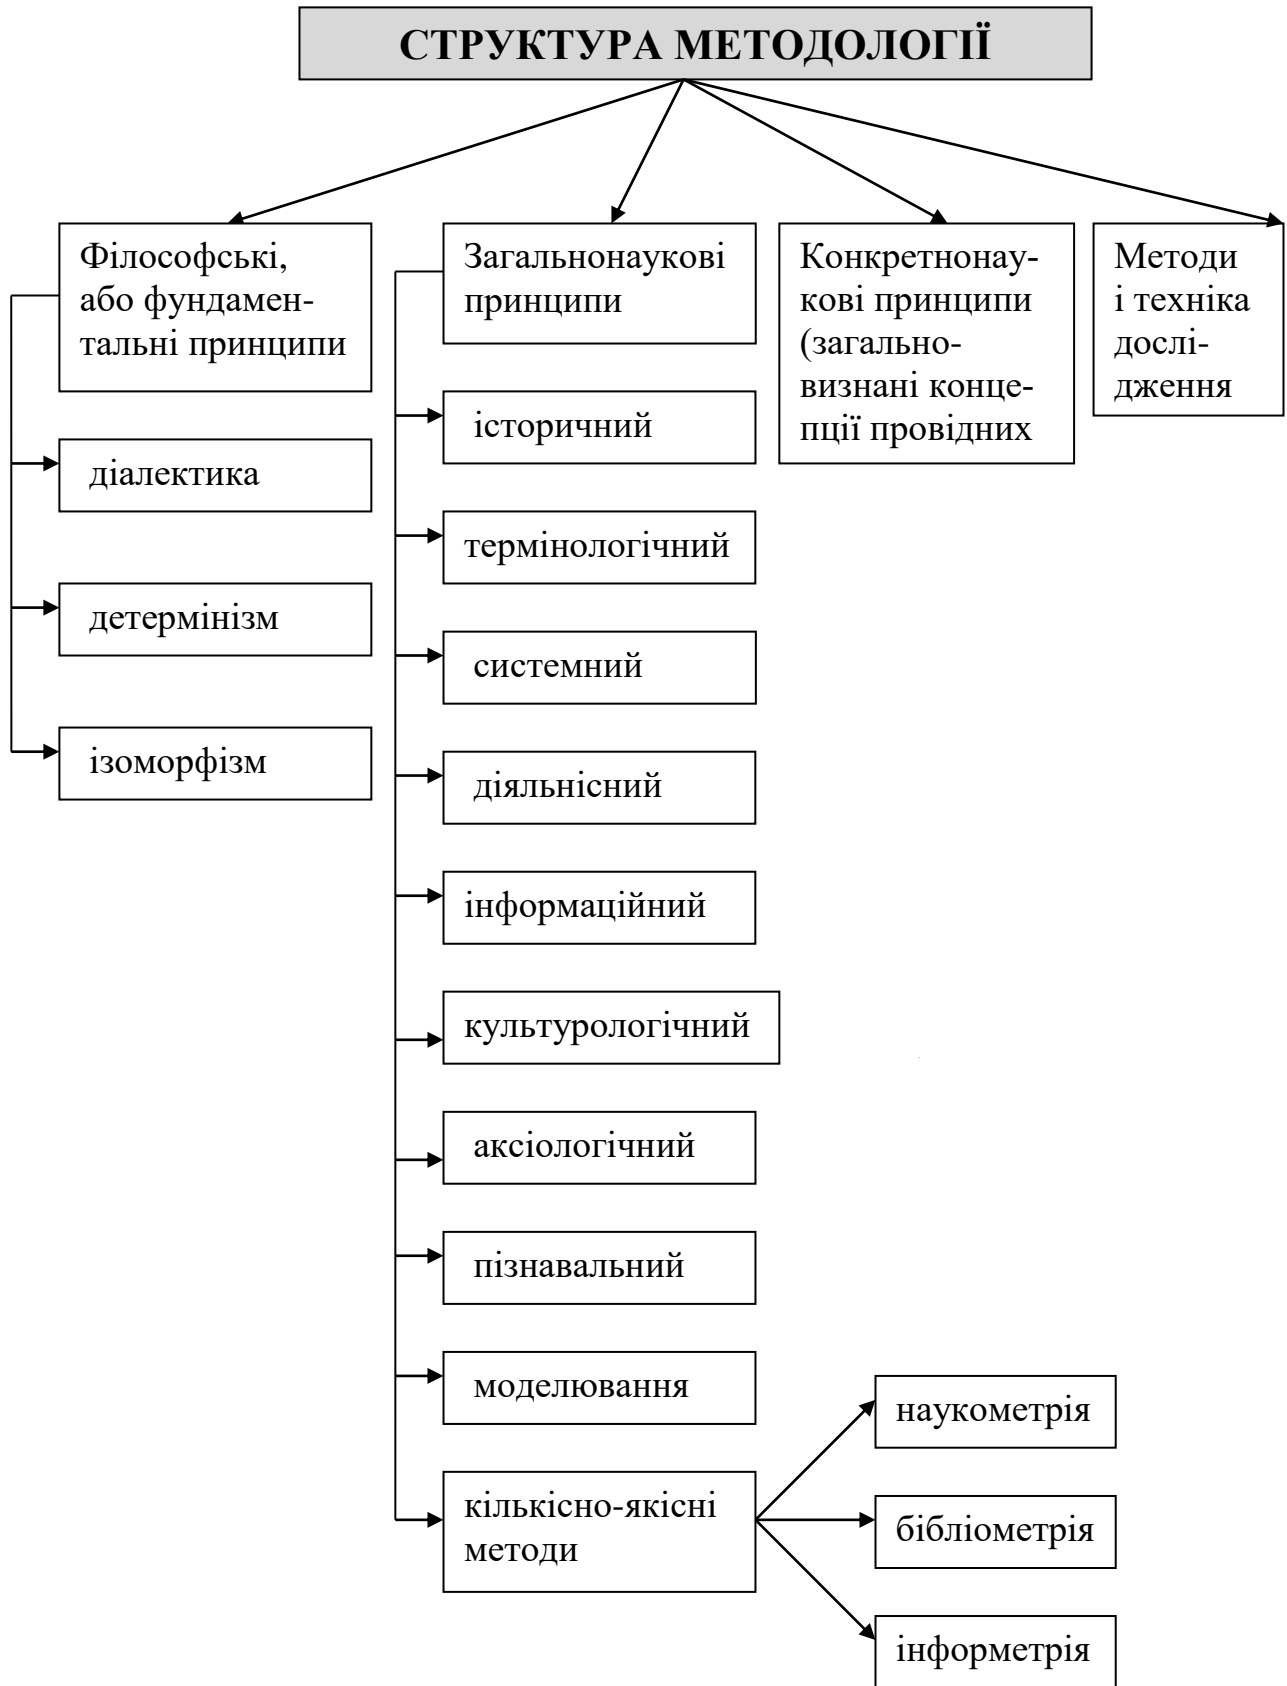 СТРУКТУРА МЕТОДОЛОГІЇ
Філософські,
або фундамен-
тальні принципи
діалектика
детермінізм
ізоморфізм
Загальнонаукові
принципи
історичний
термінологічний
системний
діяльнісний
інформаційний
культурологічний
аксіологічний
пізнавальний
моделювання
кількісно-якісні
методи
наукометрія
бібліометрія
інформетрія
Конкретнонау-
кові принципи
(загально-
визнані конце-
пції провідних
Методи
і техніка
дослі-
дження